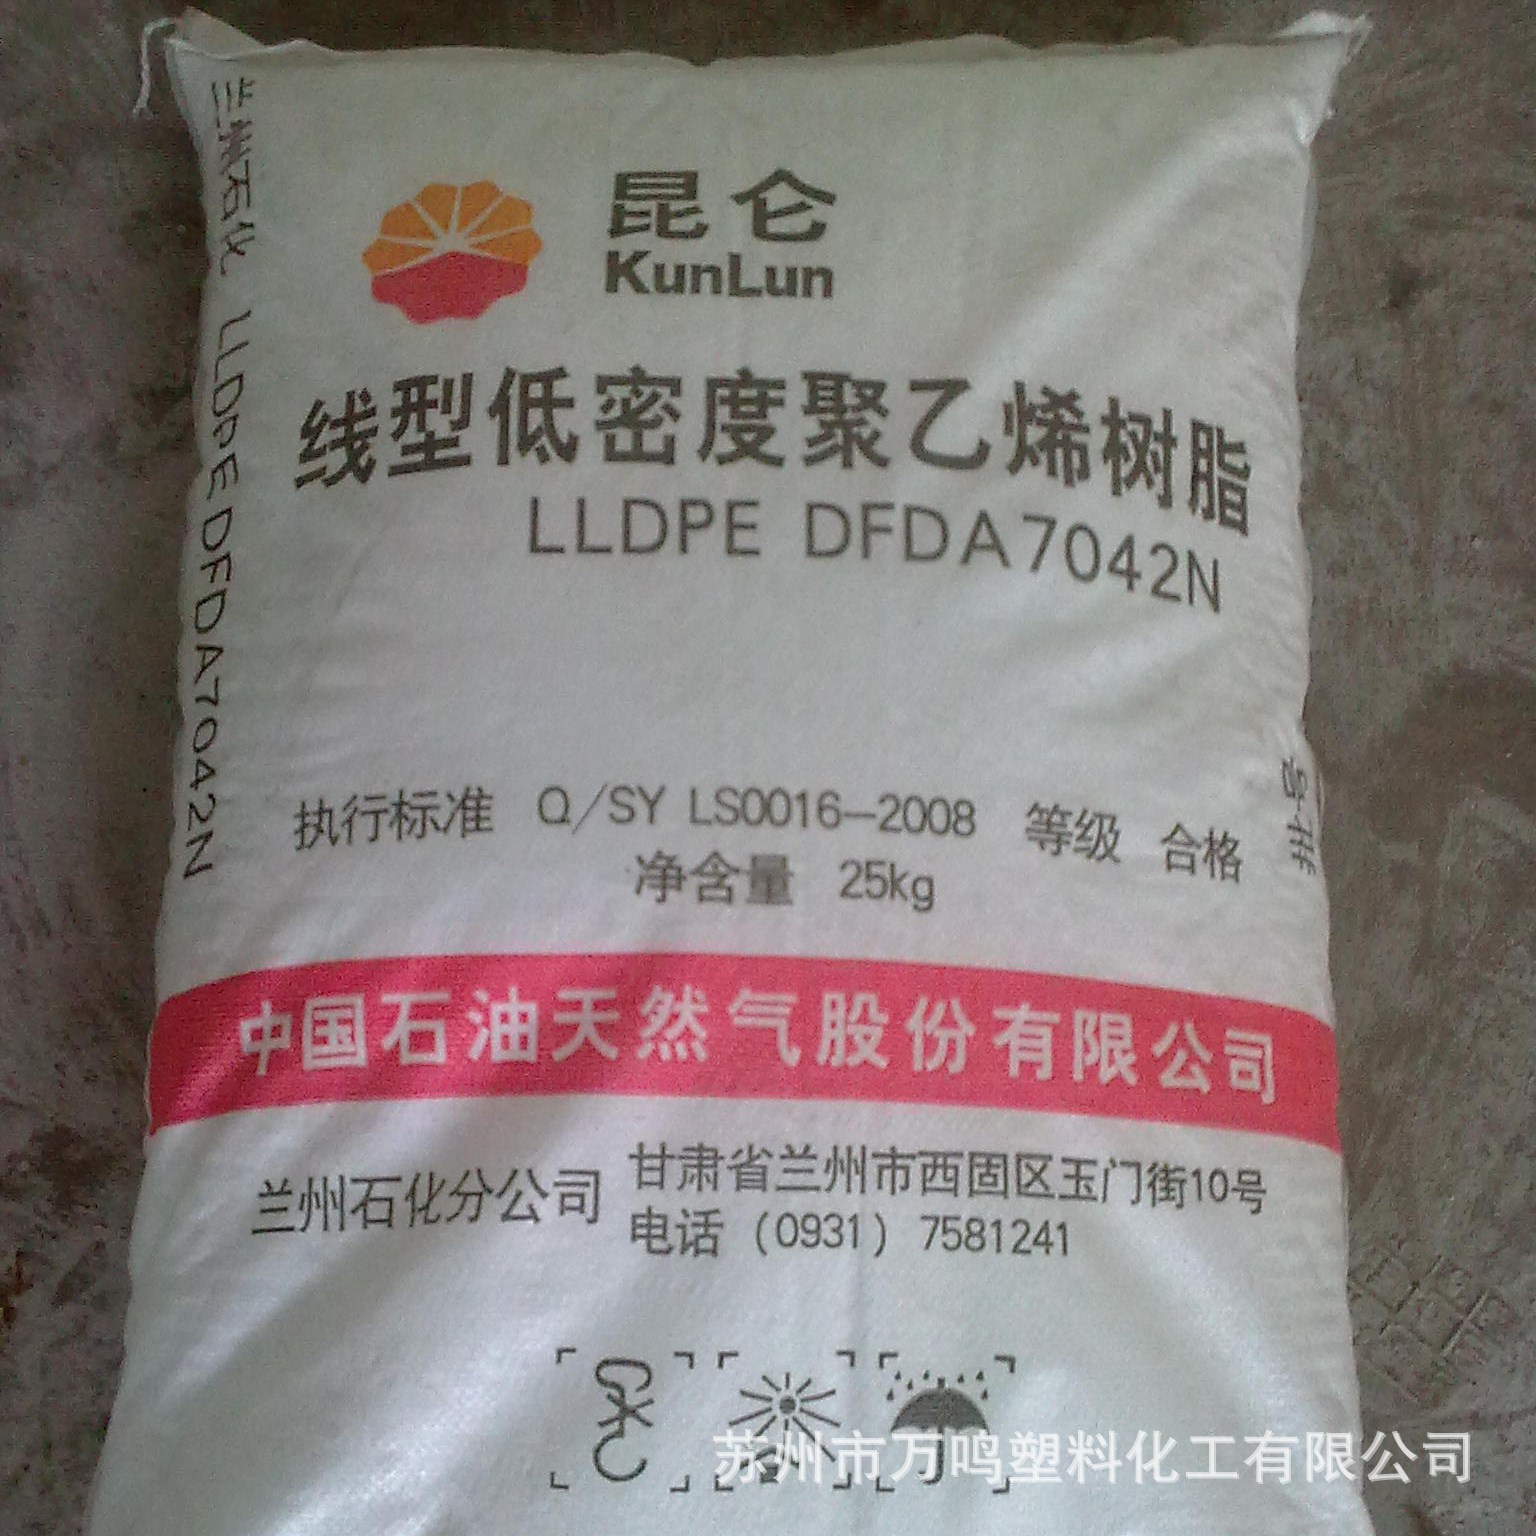 昆仑
KunLun
线型低密度聚乙烯树脂
LLDPE DFDA7042N
执行标准 Q/SY LS0016-2008 等级 合格
净含量 25kg
中国石油天然气股份有限公司
兰州石化分公司
甘肃省兰州市西固区玉门街10号
电话 (0931) 7581241
兰州石化 LLDPE DFDA7042N
苏州市万鸣塑料化工有限公司